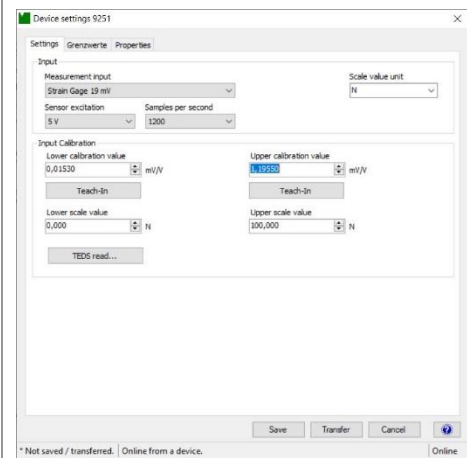 Device settings 9251
Settings Grenzwerte Properties
Input
Measurement input
Scale value unit
Strain Gage 19 mV
N
Sensor excitation Samples per second
5 V 1200
Input Calibration
Lower calibration value Upper calibration value
0,01530 mV/V 1,19550 mV/V
Teach-In Teach-In
Lower scale value Upper scale value
0,000 N 100,000 N
TEDS read...
Save Transfer Cancel
* Not saved / transferred. Online from a device. Online